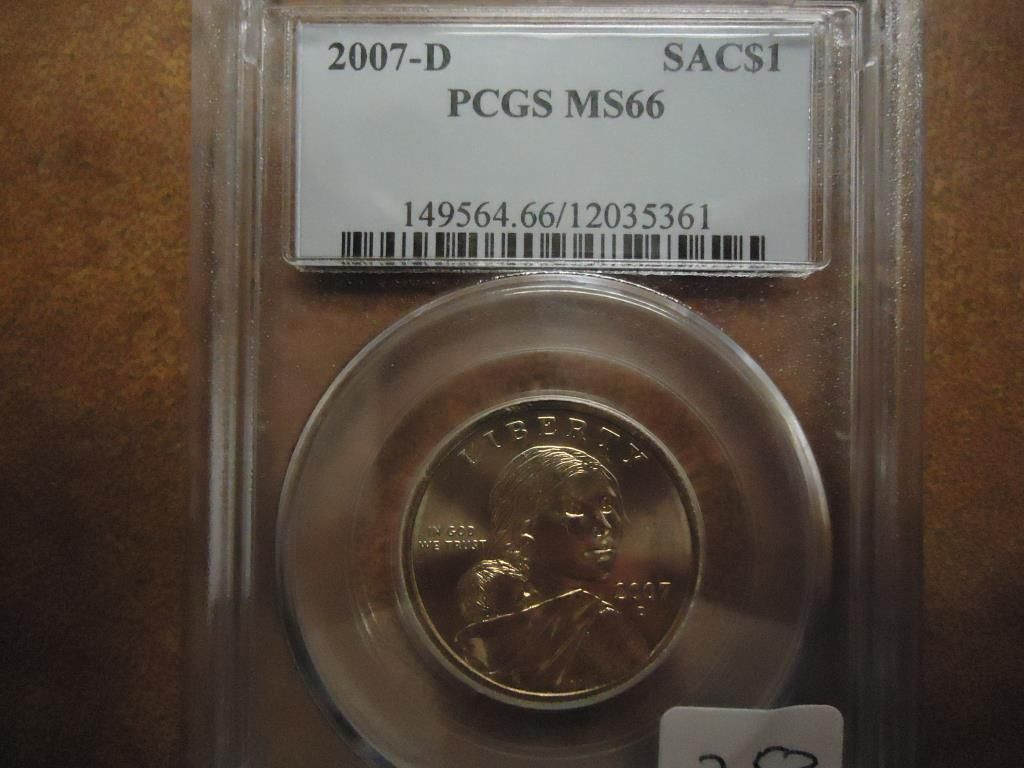 2007-D SAC$1
PCGS MS66
149564.66/12035361
LIBERTY
IN GOD
WE TRUST
2007
D